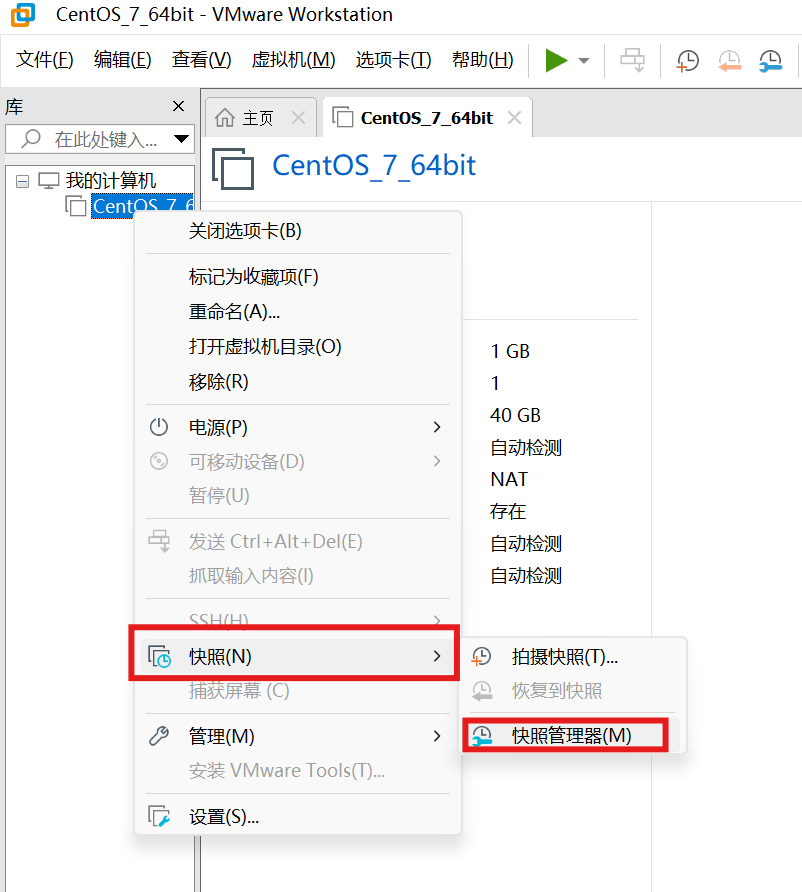 CentOS_7_64bit - VMware Workstation
文件(F) 编辑(E) 查看(V) 虚拟机(M) 选项卡(T) 帮助(H)
库
在此处键入...
主页
CentOS_7_64bit
CentOS_7_64bit
我的计算机
CentOS_7_6
关闭选项卡(B)
标记为收藏项(F)
重命名(A)...
打开虚拟机目录(O)
移除(R)
电源(P)
可移动设备(D)
暂停(U)
发送 Ctrl+Alt+Del(E)
抓取输入内容(I)
SSH(H)
快照(N)
捕获屏幕 (C)
管理(M)
安装 VMware Tools(T)...
设置(S)...
1 GB
1
40 GB
自动检测
NAT
存在
自动检测
自动检测
拍摄快照(T)...
恢复到快照
快照管理器(M)